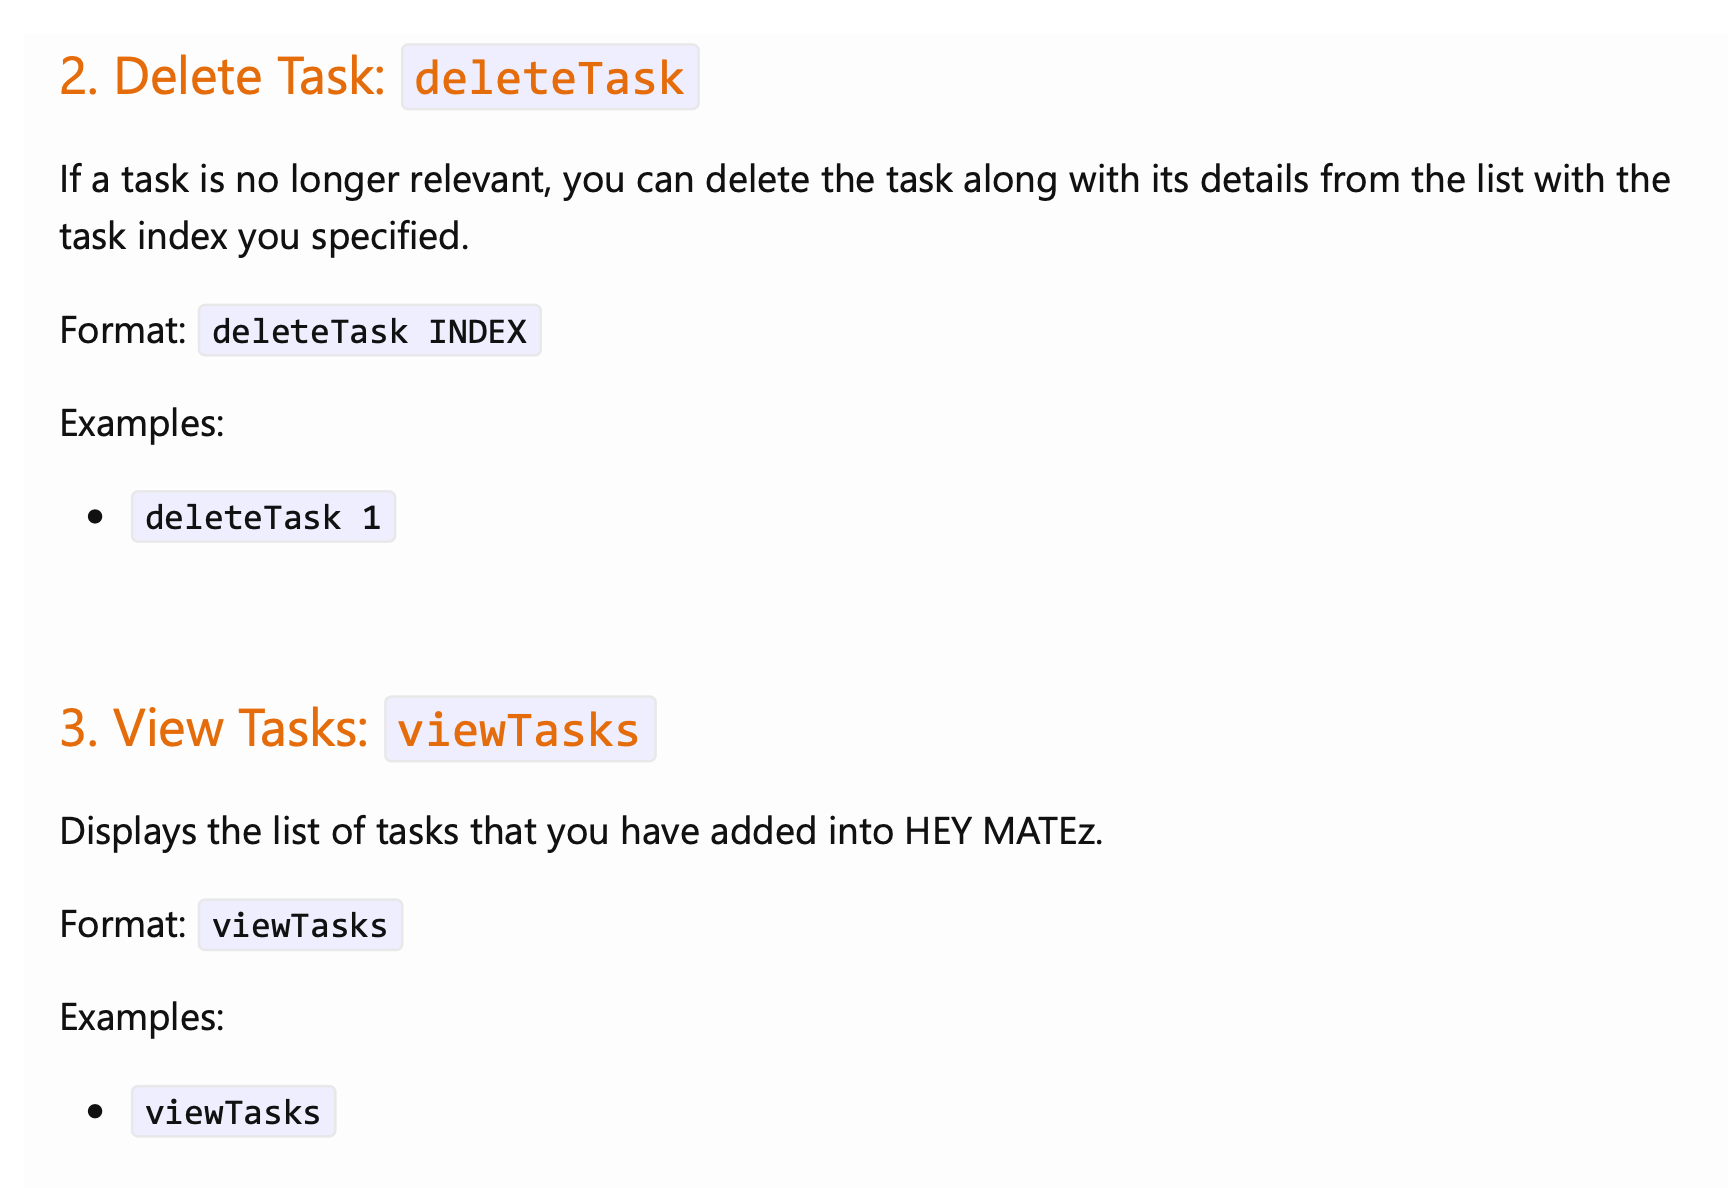 2. Delete Task: deleteTask
If a task is no longer relevant, you can delete the task along with its details from the list with the
task index you specified.
Format: deleteTask INDEX
Examples:
• deleteTask 1
3. View Tasks: viewTasks
Displays the list of tasks that you have added into HEY MATEz.
Format: viewTasks
Examples:
• viewTasks